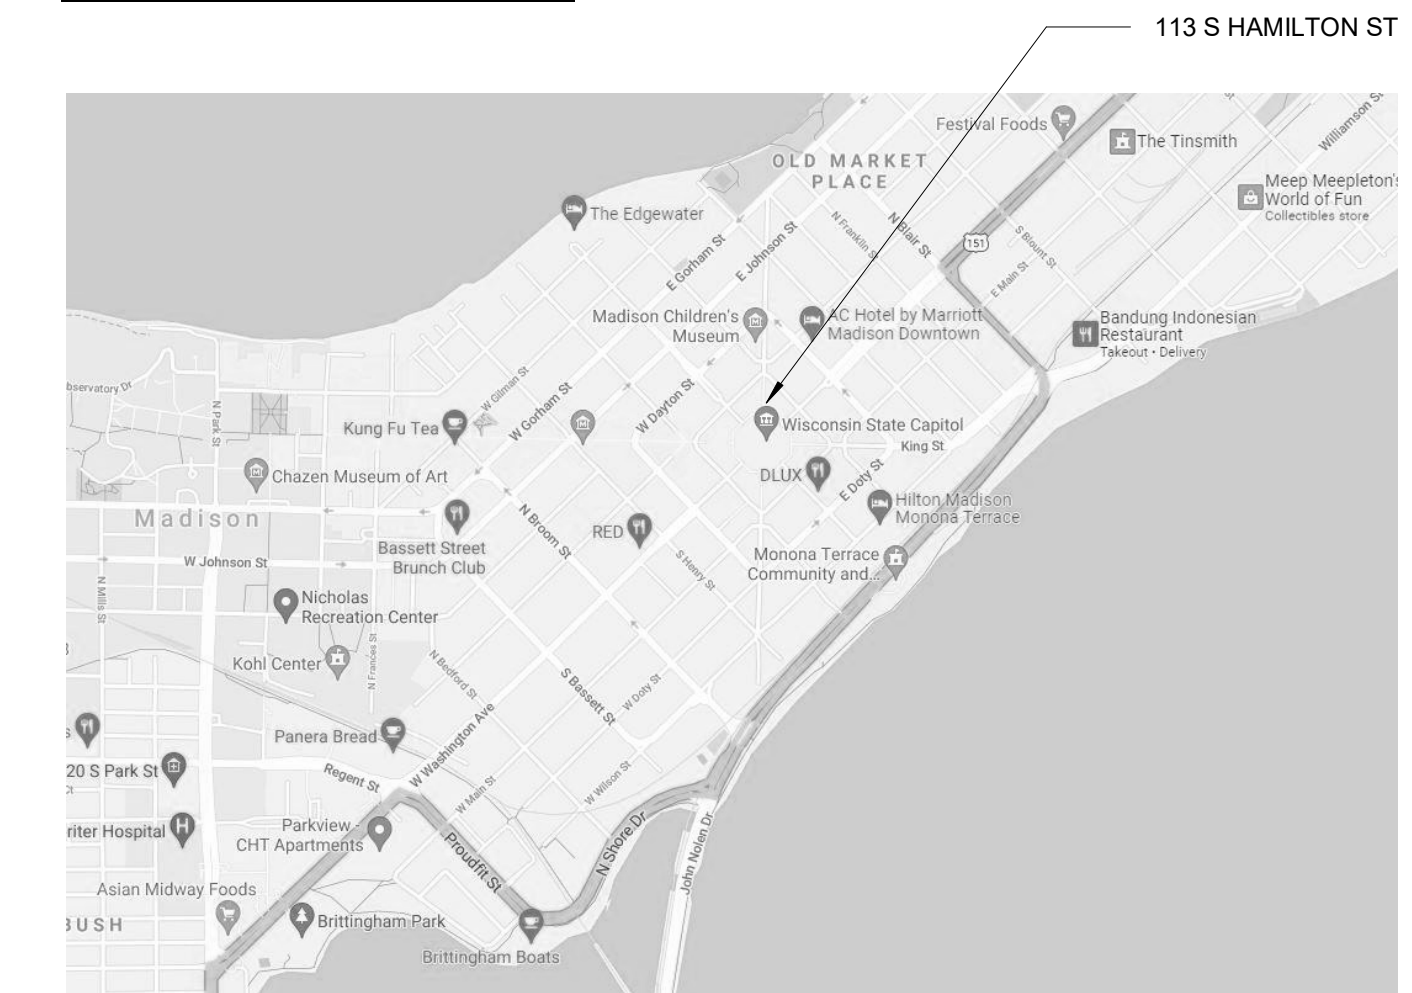 113 S HAMILTON ST
Festival Foods
The Tinsmith
Williamson St
OLD MARKET
PLACE
Meep Meepleton's
World of Fun
Collectibles store
The Edgewater
N Blair St
N Franklin St
S Blount St
151
E Gorham St
E Johnson St
E Main St
Madison Children's
Museum
AC Hotel by Marriott
Madison Downtown
Bandung Indonesian
Restaurant
Takeout • Delivery
bservatory Dr
N Park St
W Gilman St
W Gorham St
W Dayton St
Kung Fu Tea
Wisconsin State Capitol
King St
Chazen Museum of Art
DLUX
E Doty St
Hilton Madison
Monona Terrace
Madison
N Broom St
RED
Bassett Street
Brunch Club
S Henry St
Monona Terrace
Community and...
W Johnson St
N Mills St
Nicholas
Recreation Center
Kohl Center
N Frances St
N Bedford St
S Bassett St
W Doty St
Panera Bread
W Washington Ave
20 S Park St
Ct
Regent St
W Main St
W Wilson St
riter Hospital
Parkview -
CHT Apartments
Proudfit St
N Shore Dr
John Nolen Dr
Asian Midway Foods
BUSH
Brittingham Park
Brittingham Boats